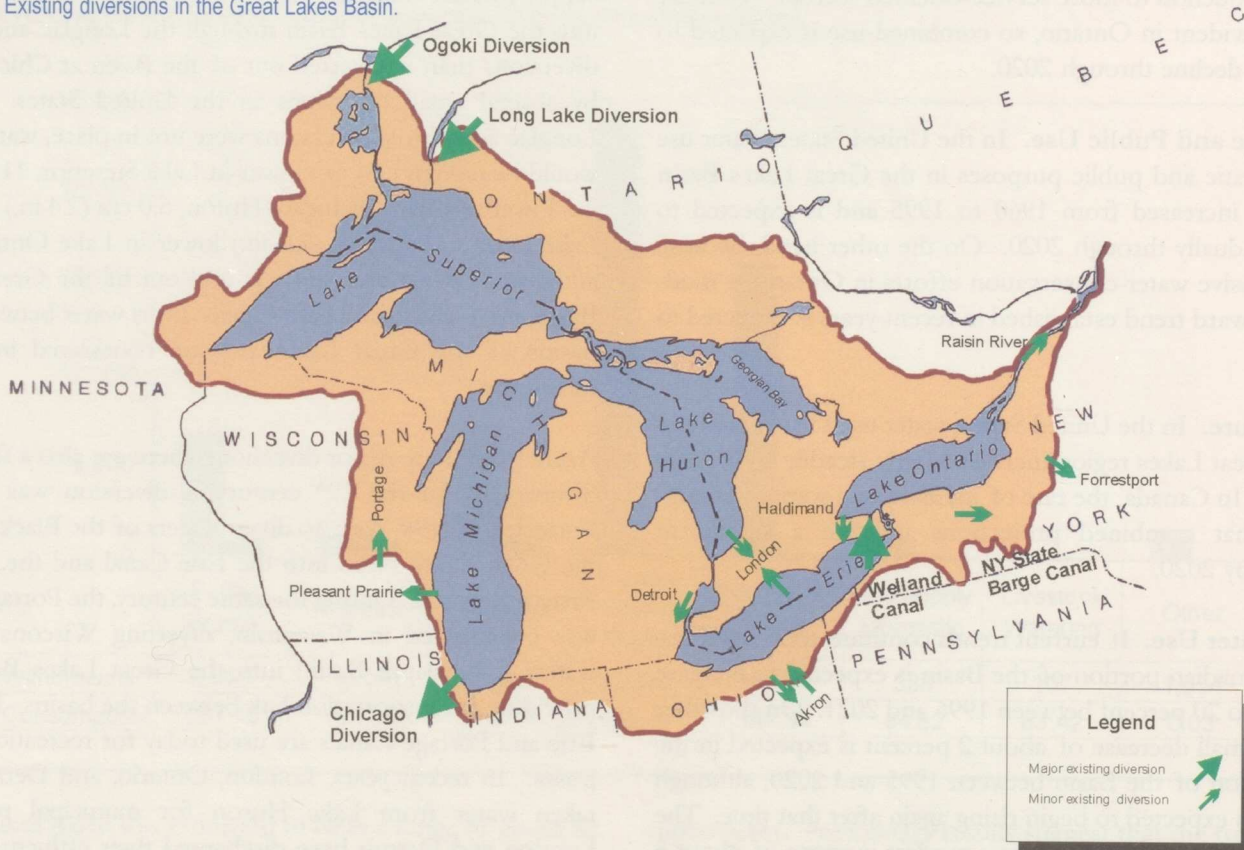 Existing diversions in the Great Lakes Basin.
Ogoki Diversion
Long Lake Diversion
QUEBEC
ONTARIO
Lake Superior
Raisin River
Georgian Bay
MINNESOTA
MICHIGAN
WISCONSIN
Lake Huron
NEW YORK
Lake Ontario
Forrestport
Portage
Lake Michigan
Haldimand
London
Pleasant Prairie
Detroit
Lake Erie
Welland
Canal
NY State
Barge Canal
PENNSYLVANIA
ILLINOIS
Chicago
Diversion
INDIANA
OHIO
Akron
Legend
Major existing diversion
Minor existing diversion